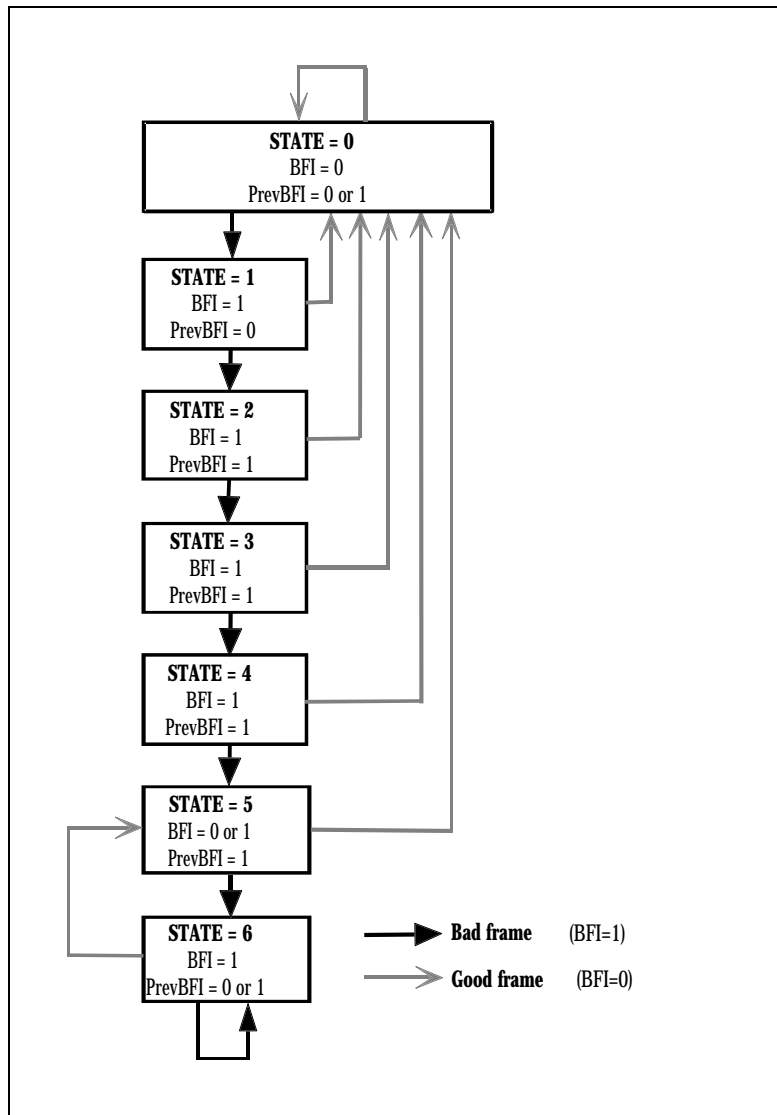 STATE = 0
BFI = 0
PrevBFI = 0 or 1
STATE = 1
BFI = 1
PrevBFI = 0
STATE = 2
BFI = 1
PrevBFI = 1
STATE = 3
BFI = 1
PrevBFI = 1
STATE = 4
BFI = 1
PrevBFI = 1
STATE = 5
BFI = 0 or 1
PrevBFI = 1
STATE = 6
BFI = 1
PrevBFI = 0 or 1
Bad frame (BFI=1)
Good frame (BFI=0)